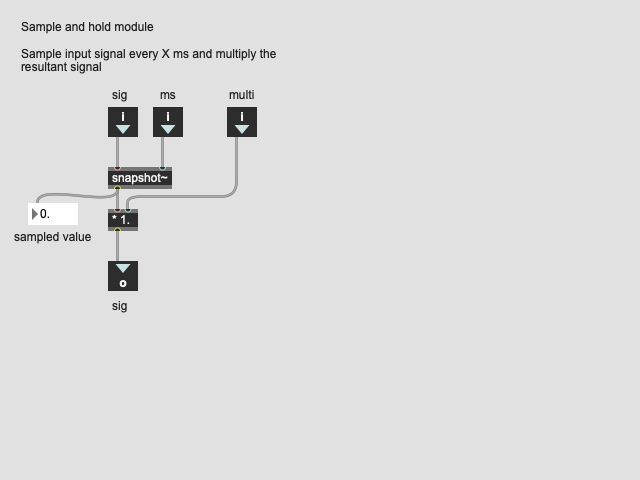 Sample and hold module
Sample input signal every X ms and multiply the
resultant signal
sig ms multi
i i i
snapshot~
0.
* 1.
sampled value
o
sig